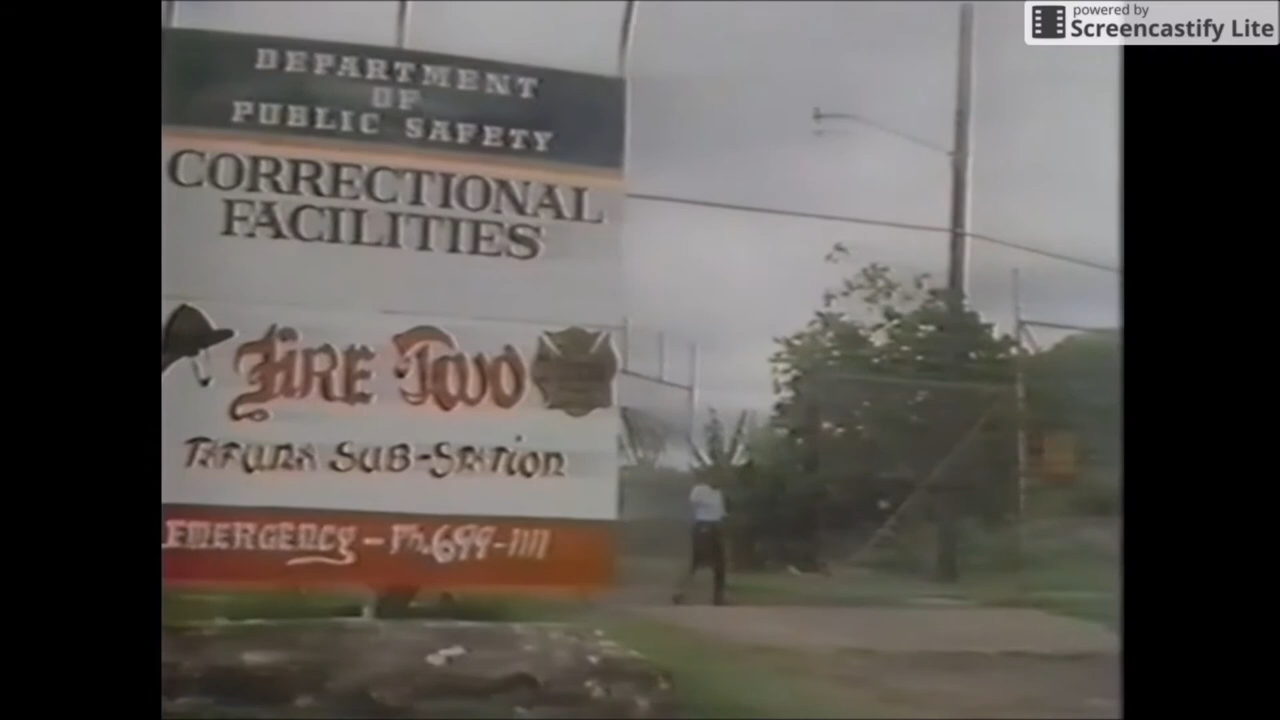 powered by
Screencastify Lite
DEPARTMENT
OF
PUBLIC SAFETY
CORRECTIONAL
FACILITIES
FIRE TWO
TAFUNA SUB-STATION
EMERGENCY - Ph. 699-1111